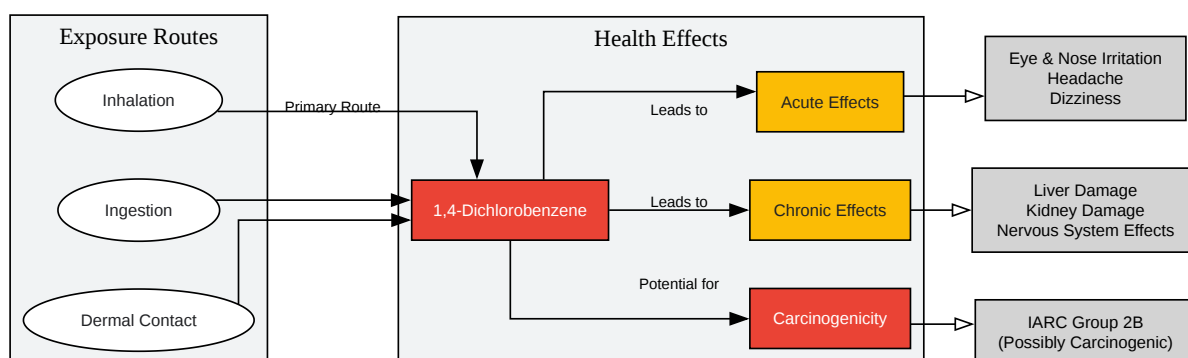 Exposure Routes
Health Effects
Inhalation
Primary Route
Ingestion
Dermal Contact
1,4-Dichlorobenzene
Leads to
Acute Effects
Eye & Nose Irritation
Headache
Dizziness
Leads to
Chronic Effects
Liver Damage
Kidney Damage
Nervous System Effects
Potential for
Carcinogenicity
IARC Group 2B
(Possibly Carcinogenic)